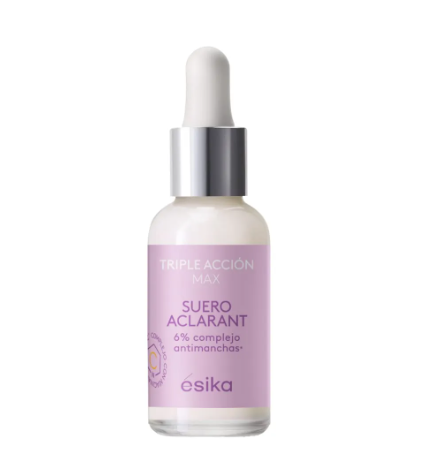 TRIPLE ACCIÓN
MAX
SUERO
ACLARANT
6% complejo
antimanchas*
ésika